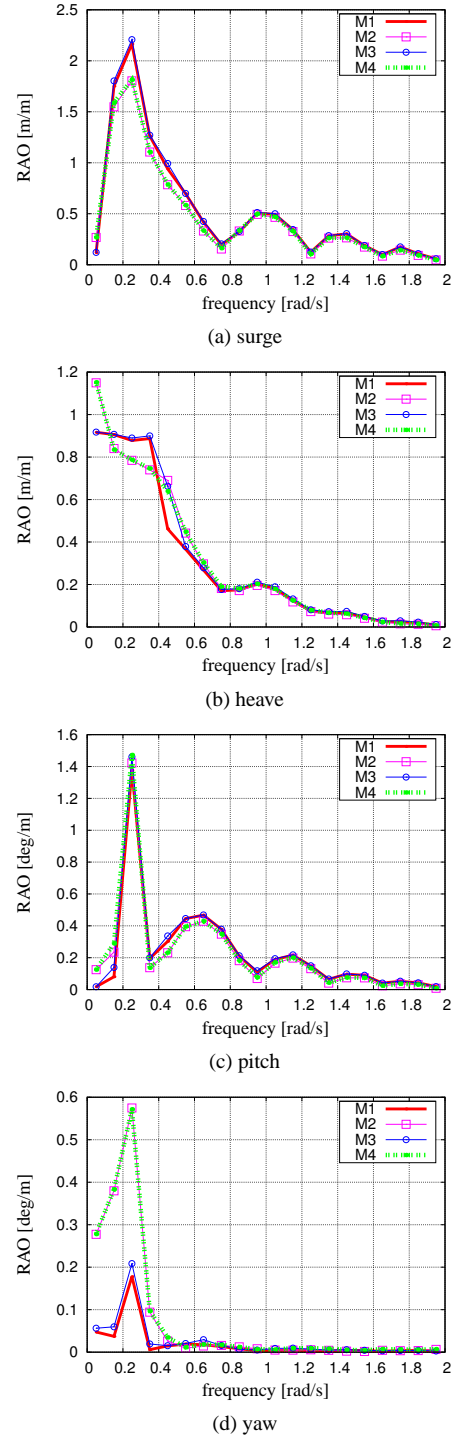 2.5
2
1.5
1
0.5
0
RAO [m/m]
M1
M2
M3
M4
0 0.2 0.4 0.6 0.8 1 1.2 1.4 1.6 1.8 2
frequency [rad/s]
(a) surge
1.2
1
0.8
0.6
0.4
0.2
0
RAO [m/m]
M1
M2
M3
M4
0 0.2 0.4 0.6 0.8 1 1.2 1.4 1.6 1.8 2
frequency [rad/s]
(b) heave
1.6
1.4
1.2
1
0.8
0.6
0.4
0.2
0
RAO [deg/m]
M1
M2
M3
M4
0 0.2 0.4 0.6 0.8 1 1.2 1.4 1.6 1.8 2
frequency [rad/s]
(c) pitch
0.6
0.5
0.4
0.3
0.2
0.1
0
RAO [deg/m]
M1
M2
M3
M4
0 0.2 0.4 0.6 0.8 1 1.2 1.4 1.6 1.8 2
frequency [rad/s]
(d) yaw